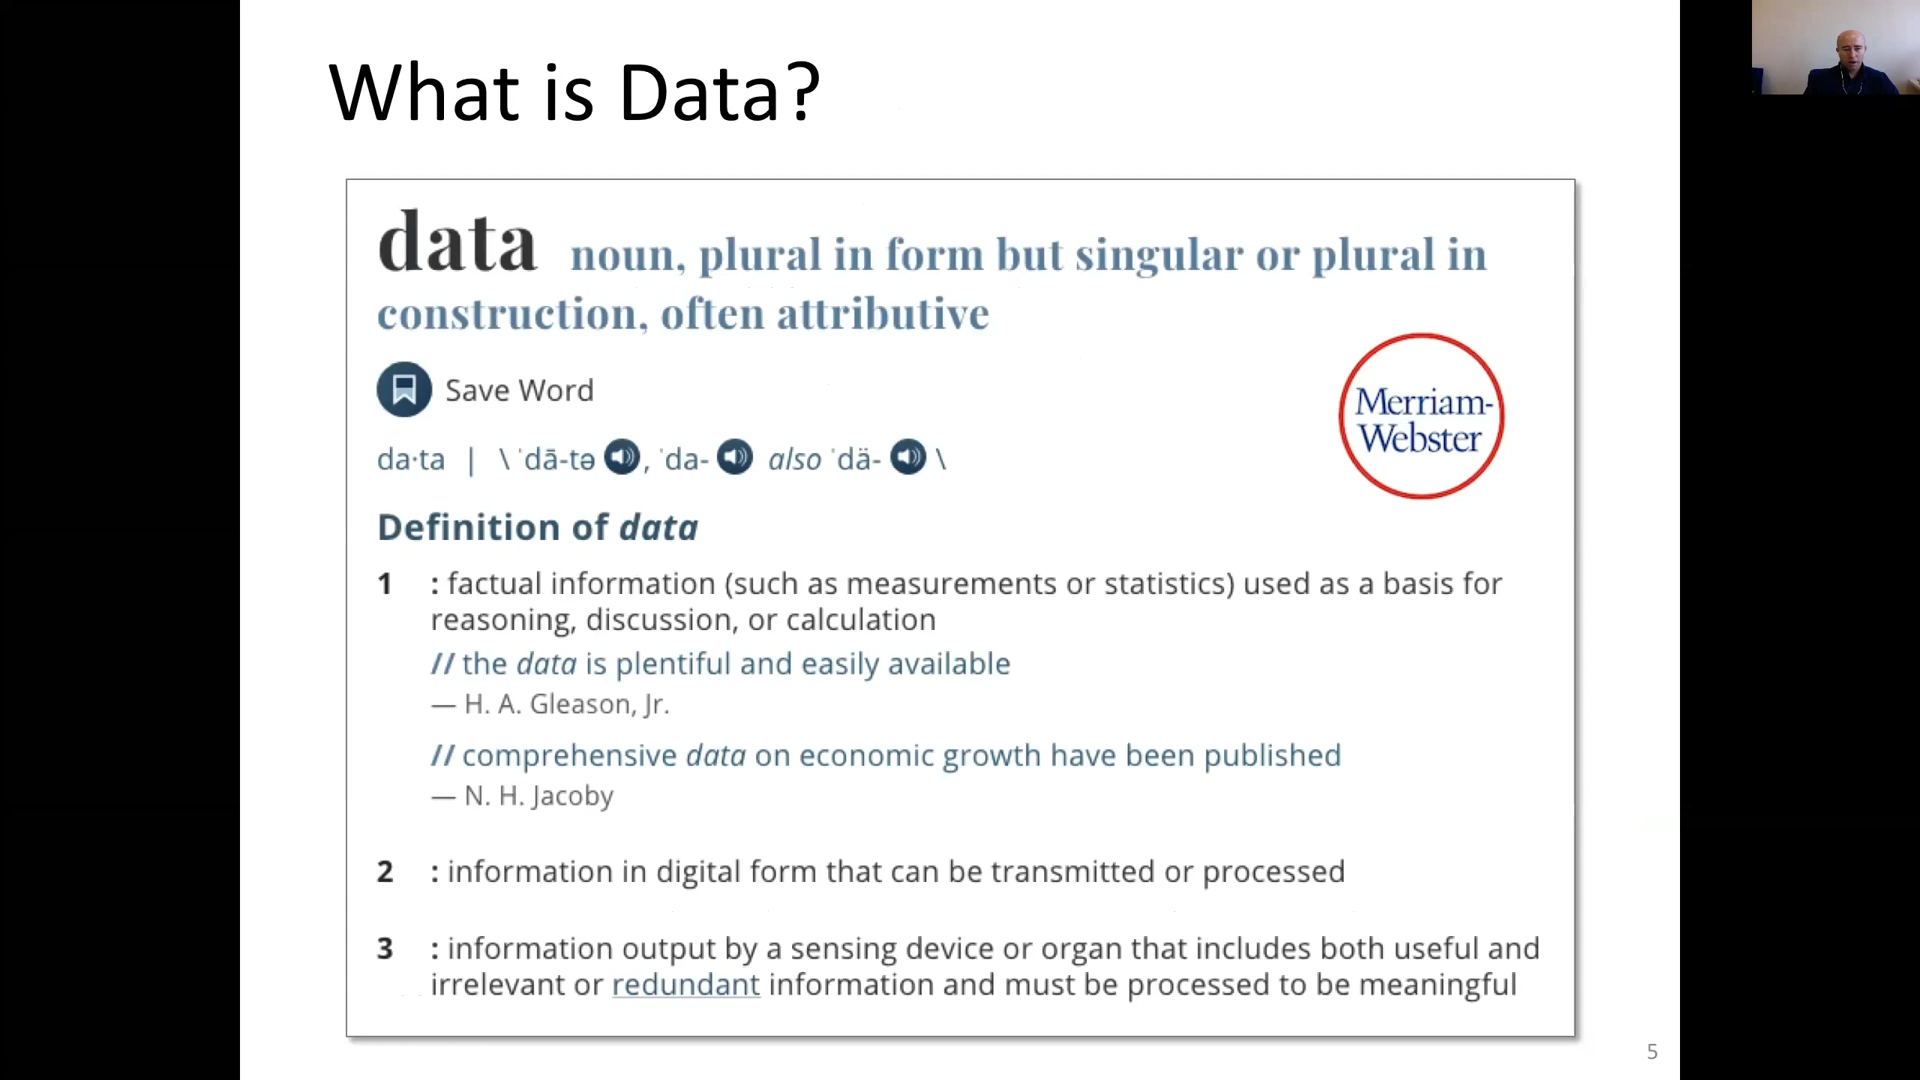 What is Data?
data noun, plural in form but singular or plural in
construction, often attributive
Save Word
Merriam-
Webster
da·ta | \ ˈdā-tə , ˈda- also ˈdä- \
Definition of data
1 : factual information (such as measurements or statistics) used as a basis for
reasoning, discussion, or calculation
// the data is plentiful and easily available
— H. A. Gleason, Jr.
// comprehensive data on economic growth have been published
— N. H. Jacoby
2 : information in digital form that can be transmitted or processed
3 : information output by a sensing device or organ that includes both useful and
irrelevant or redundant information and must be processed to be meaningful
5